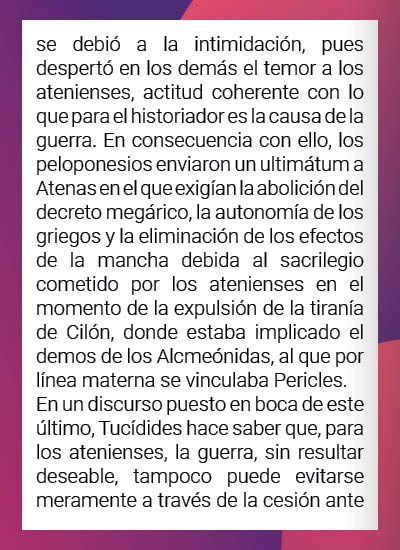 se debió a la intimidación, pues
despertó en los demás el temor a los
atenienses, actitud coherente con lo
que para el historiador es la causa de la
guerra. En consecuencia con ello, los
peloponesios enviaron un ultimátum a
Atenas en el que exigían la abolición del
decreto megárico, la autonomía de los
griegos y la eliminación de los efectos
de la mancha debida al sacrilegio
cometido por los atenienses en el
momento de la expulsión de la tiranía
de Cilón, donde estaba implicado el
demos de los Alcmeónidas, al que por
línea materna se vinculaba Pericles.
En un discurso puesto en boca de este
último, Tucídides hace saber que, para
los atenienses, la guerra, sin resultar
deseable, tampoco puede evitarse
meramente a través de la cesión ante